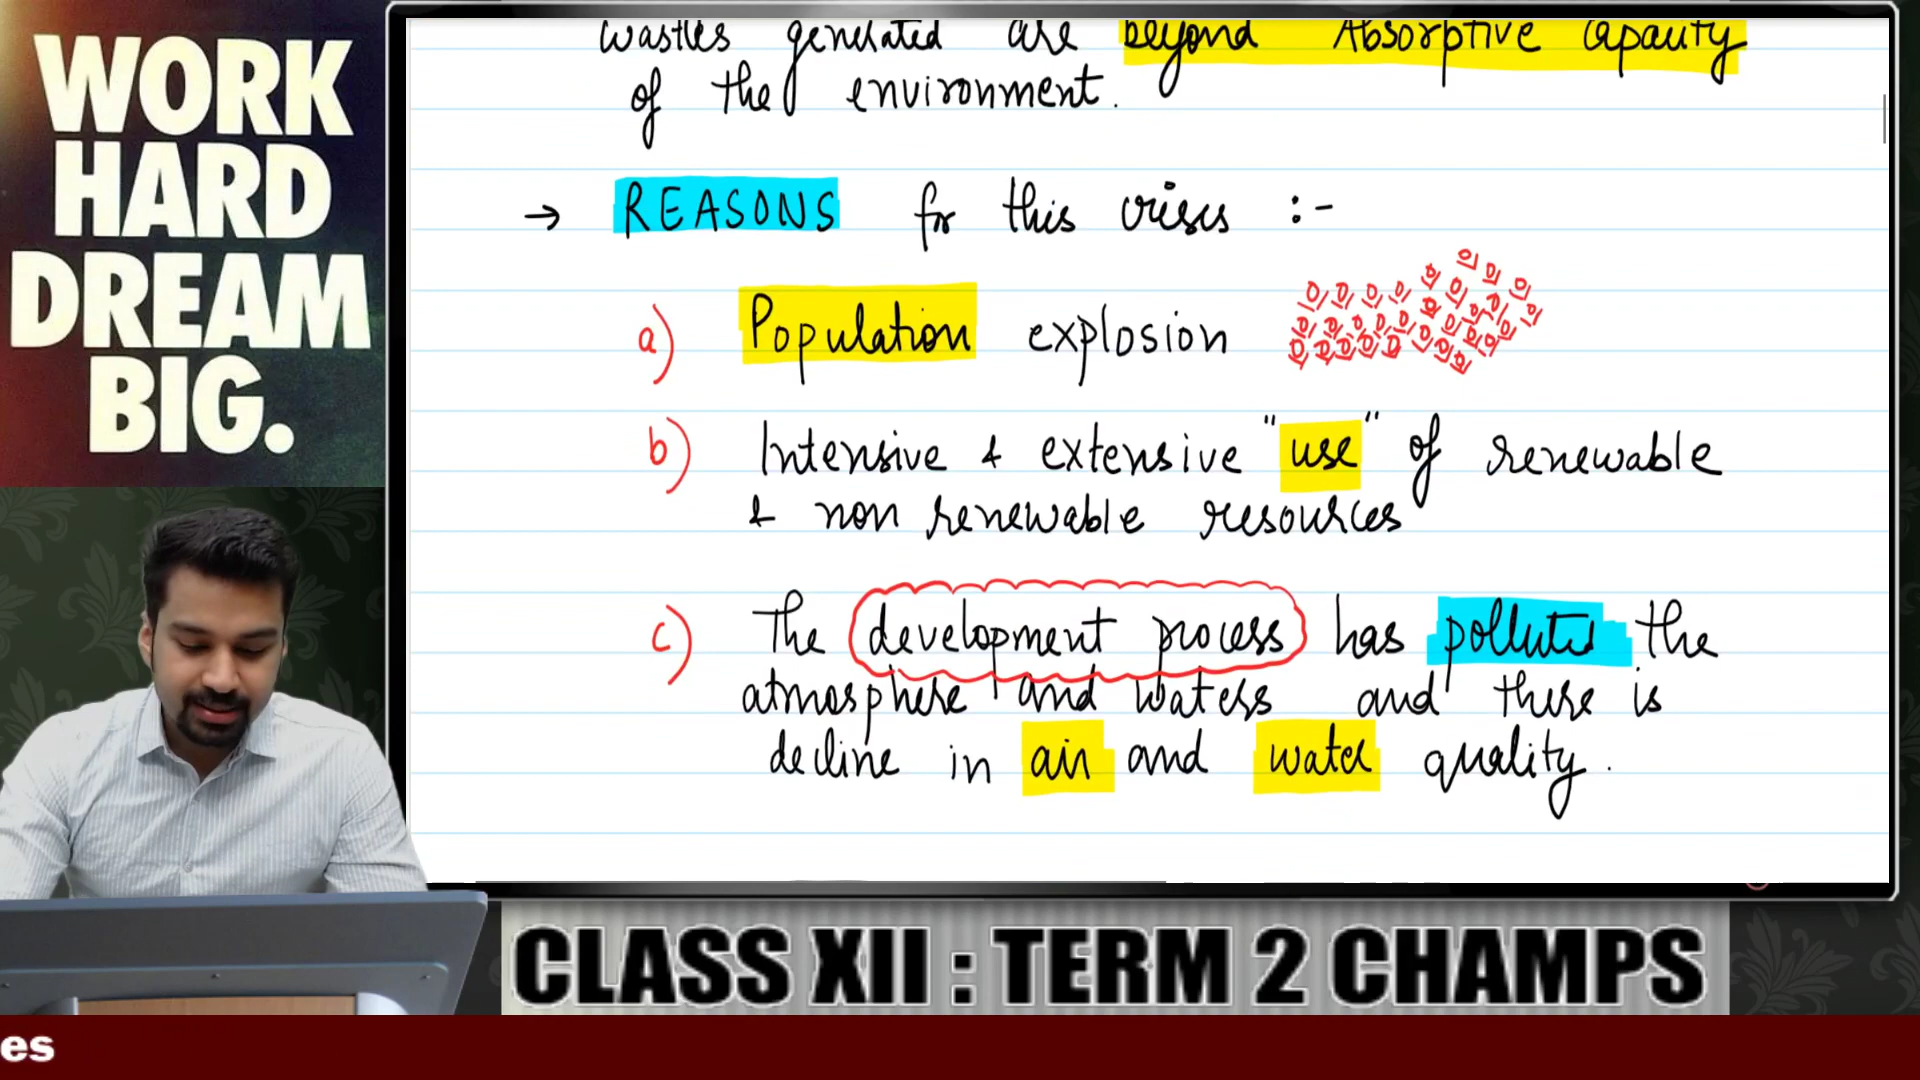 WORK
HARD
DREAM
BIG.
wastes generated are beyond Absorptive capacity
of the environment.
→ REASONS for this crisis :-
a) Population explosion
b) Intensive & extensive "use" of renewable
& non renewable resources
c) The development process has polluted the
atmosphere and waters and there is
decline in air and water quality.
CLASS XII : TERM 2 CHAMPS
es